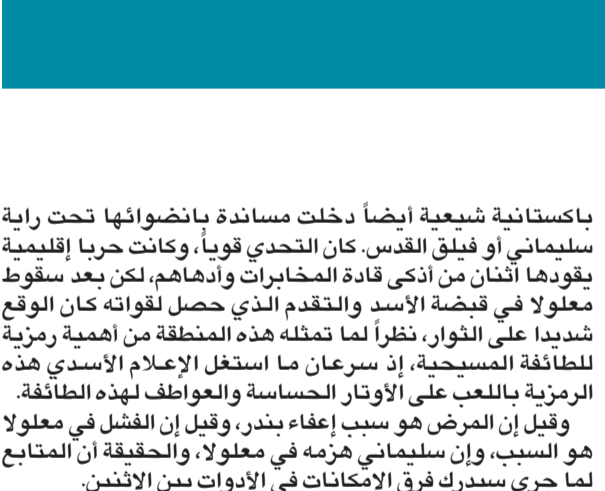 باكستانية شيعية أيضاً دخلت مساندة بانضوائها تحت راية
سليماني أو فيلق القدس. كان التحدي قوياً، وكانت حربا إقليمية
يقودها اثنان من أذكى قادة المخابرات وأدهاهم، لكن بعد سقوط
معلولا في قبضة الأسد والتقدم الذي حصل لقواته كان الوقع
شديدا على الثوار، نظراً لما تمثله هذه المنطقة من أهمية رمزية
للطائفة المسيحية، إذ سرعان ما استغل الإعلام الأسدي هذه
الرمزية باللعب على الأوتار الحساسة والعواطف لهذه الطائفة.
وقيل إن المرض هو سبب إعفاء بندر، وقيل إن الفشل في معلولا
هو السبب، وإن سليماني هزمه في معلولا، والحقيقة أن المتابع
لما جرى سيدرك فرق الإمكانات في الأدوات بين الاثنين.